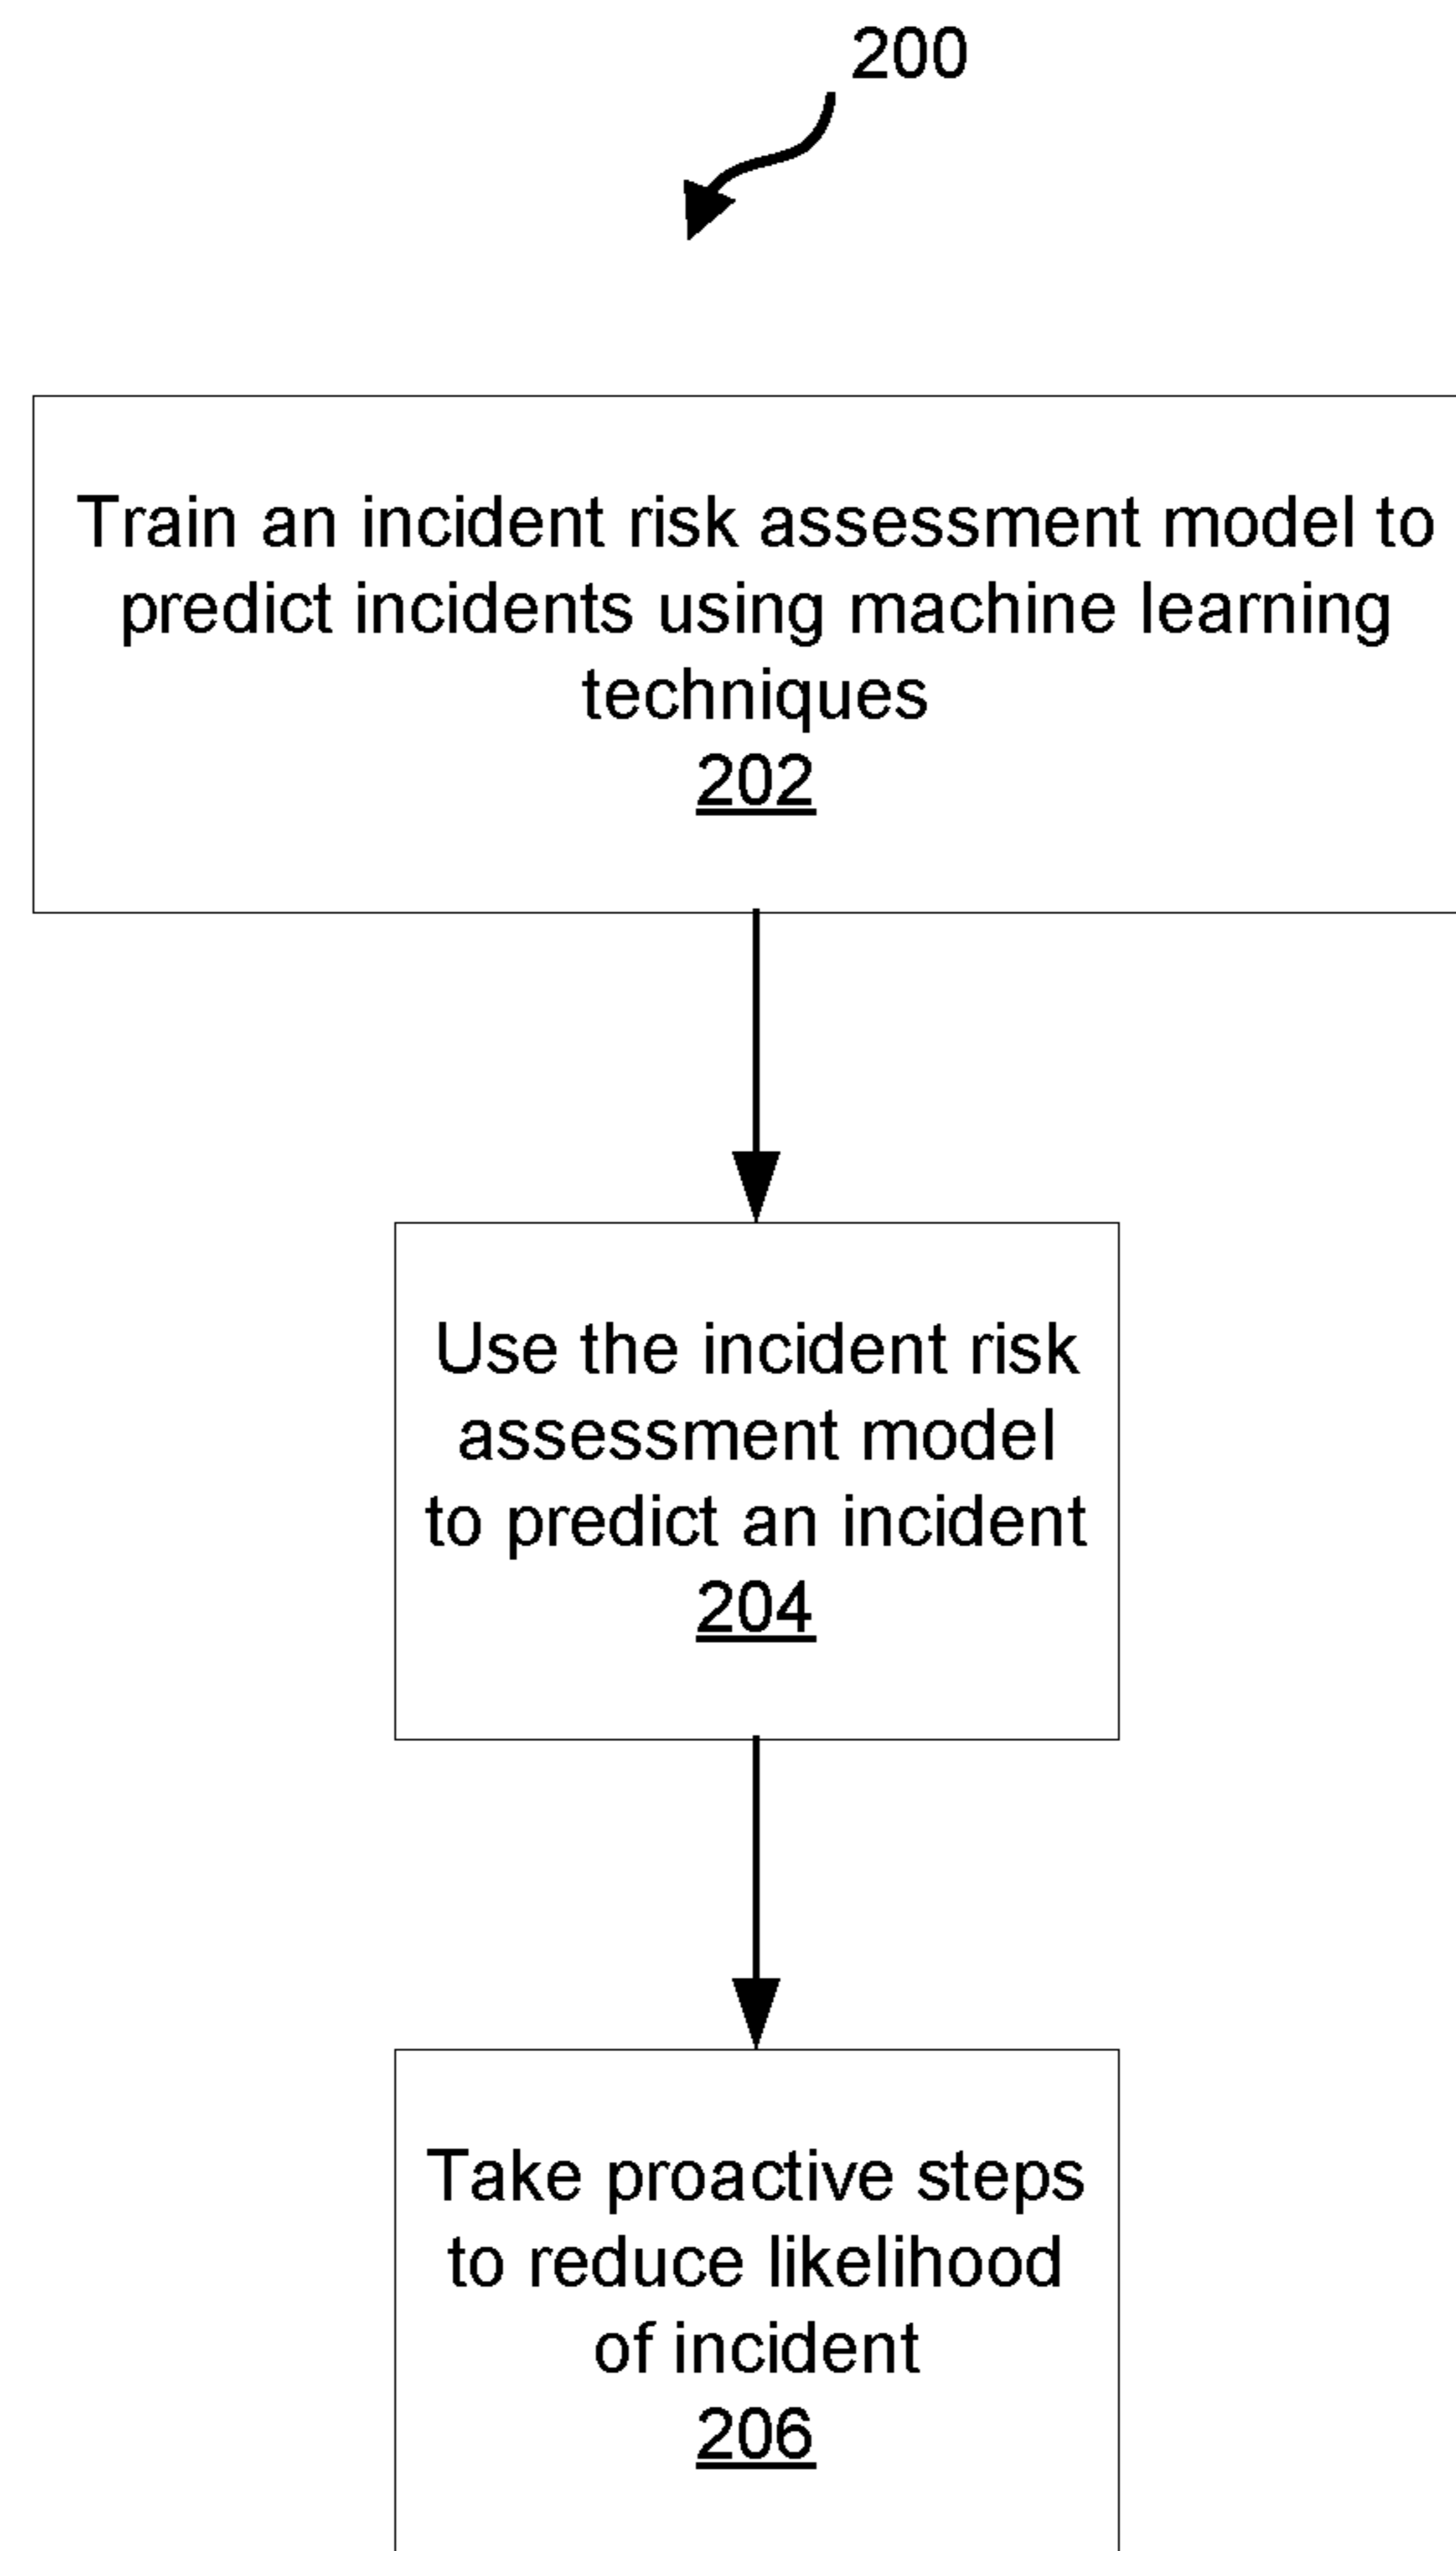 200
Train an incident risk assessment model to
predict incidents using machine learning
techniques
202
Use the incident risk
assessment model
to predict an incident
204
Take proactive steps
to reduce likelihood
of incident
206